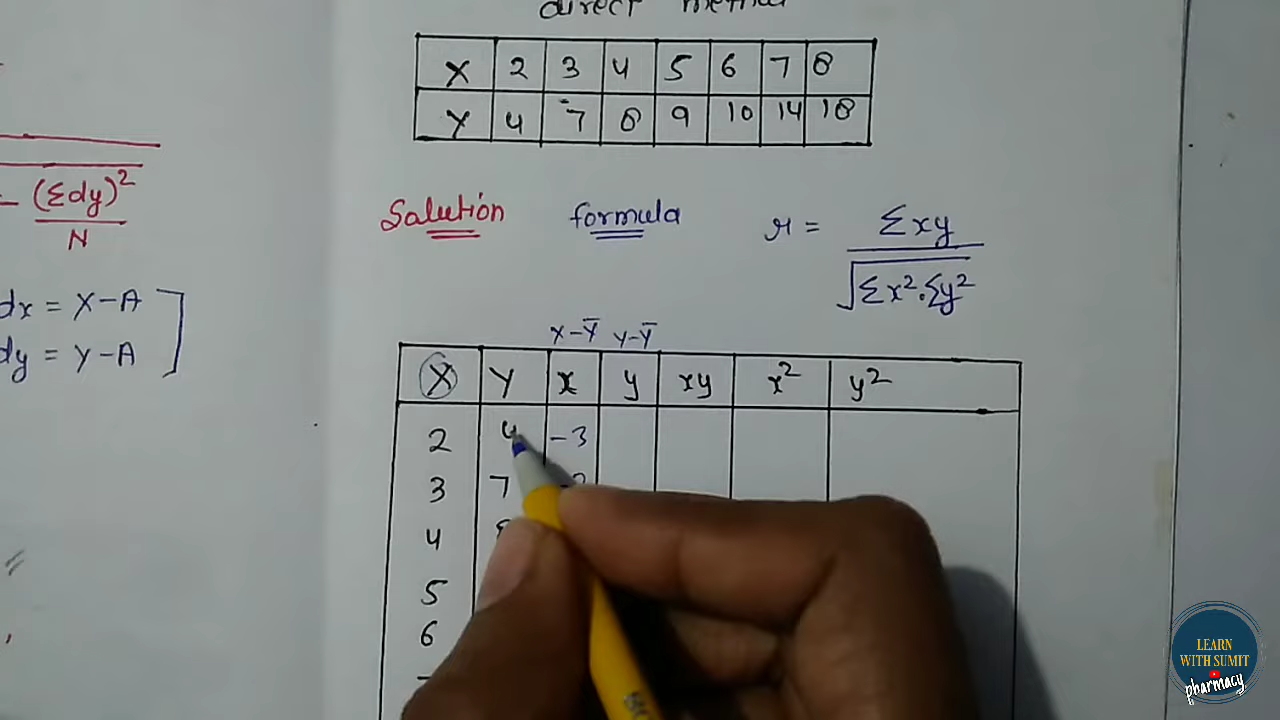 direct method
X 2 3 4 5 6 7 8
Y 4 7 8 9 10 14 18
Solution formula r = Σxy / √Σx²·Σy²
- (Σdy)² / N
dx = X-A
dy = Y-A
X-Y̅ Y-Y̅
X Y x y xy x² y²
2 4 -3
3 7
4
5
6
LEARN
WITH SUMIT
pharmacy